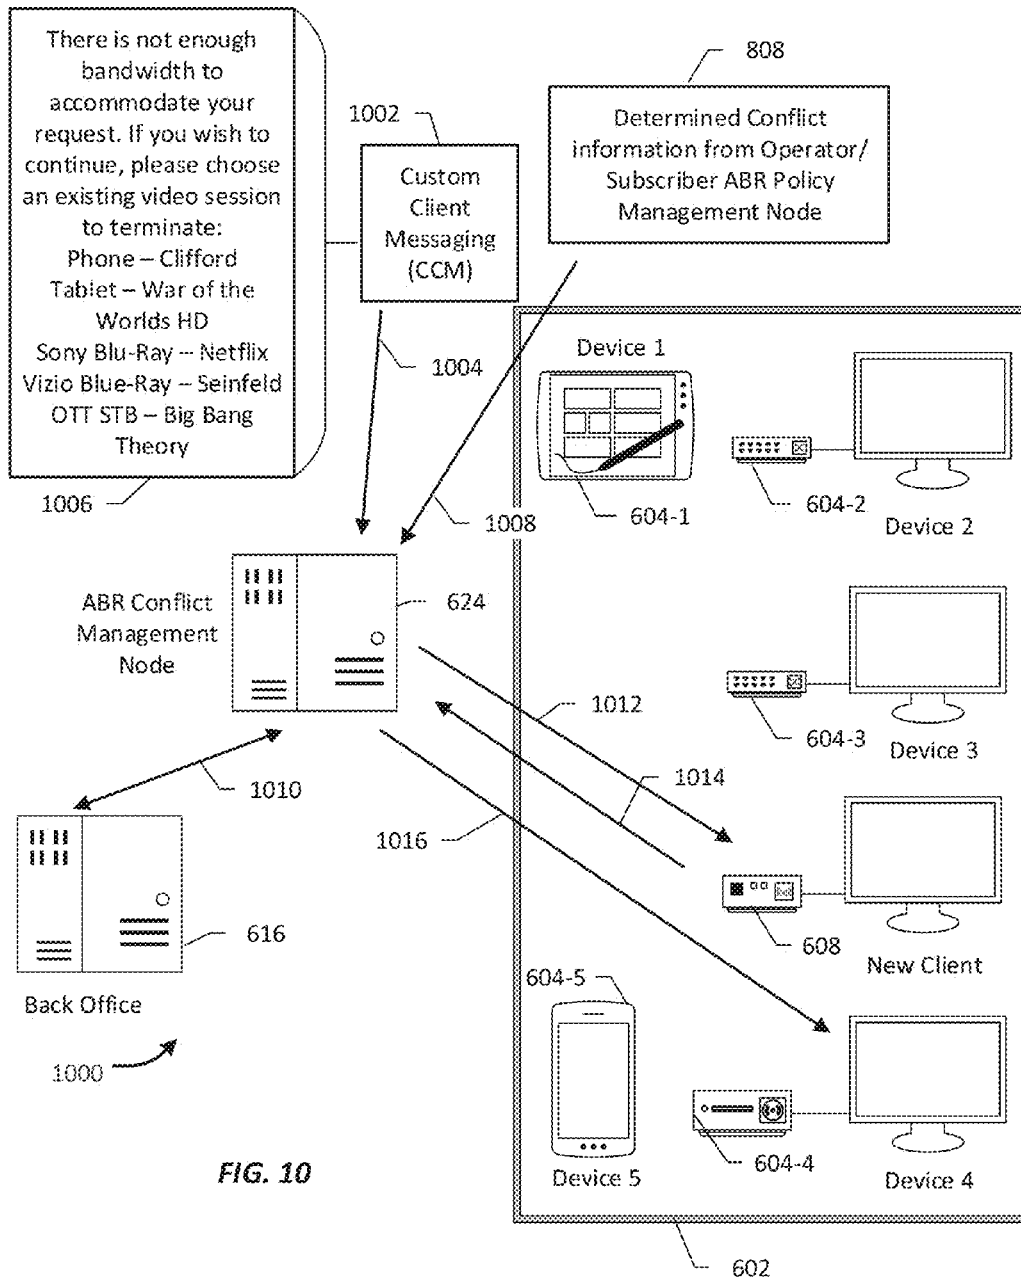 There is not enough
bandwidth to
accommodate your
request. If you wish to
continue, please choose
an existing video session
to terminate:
Phone – Clifford
Tablet – War of the
Worlds HD
Sony Blu-Ray – Netflix
Vizio Blue-Ray – Seinfeld
OTT STB – Big Bang
Theory
1006
1002
Custom
Client
Messaging
(CCM)
1004
808
Determined Conflict
information from Operator/
Subscriber ABR Policy
Management Node
1008
Device 1
604-1
604-2
Device 2
ABR Conflict
Management
Node
624
604-3
Device 3
1012
1014
1010
1016
616
Back Office
608
New Client
604-5
Device 5
604-4
Device 4
1000
FIG. 10
602